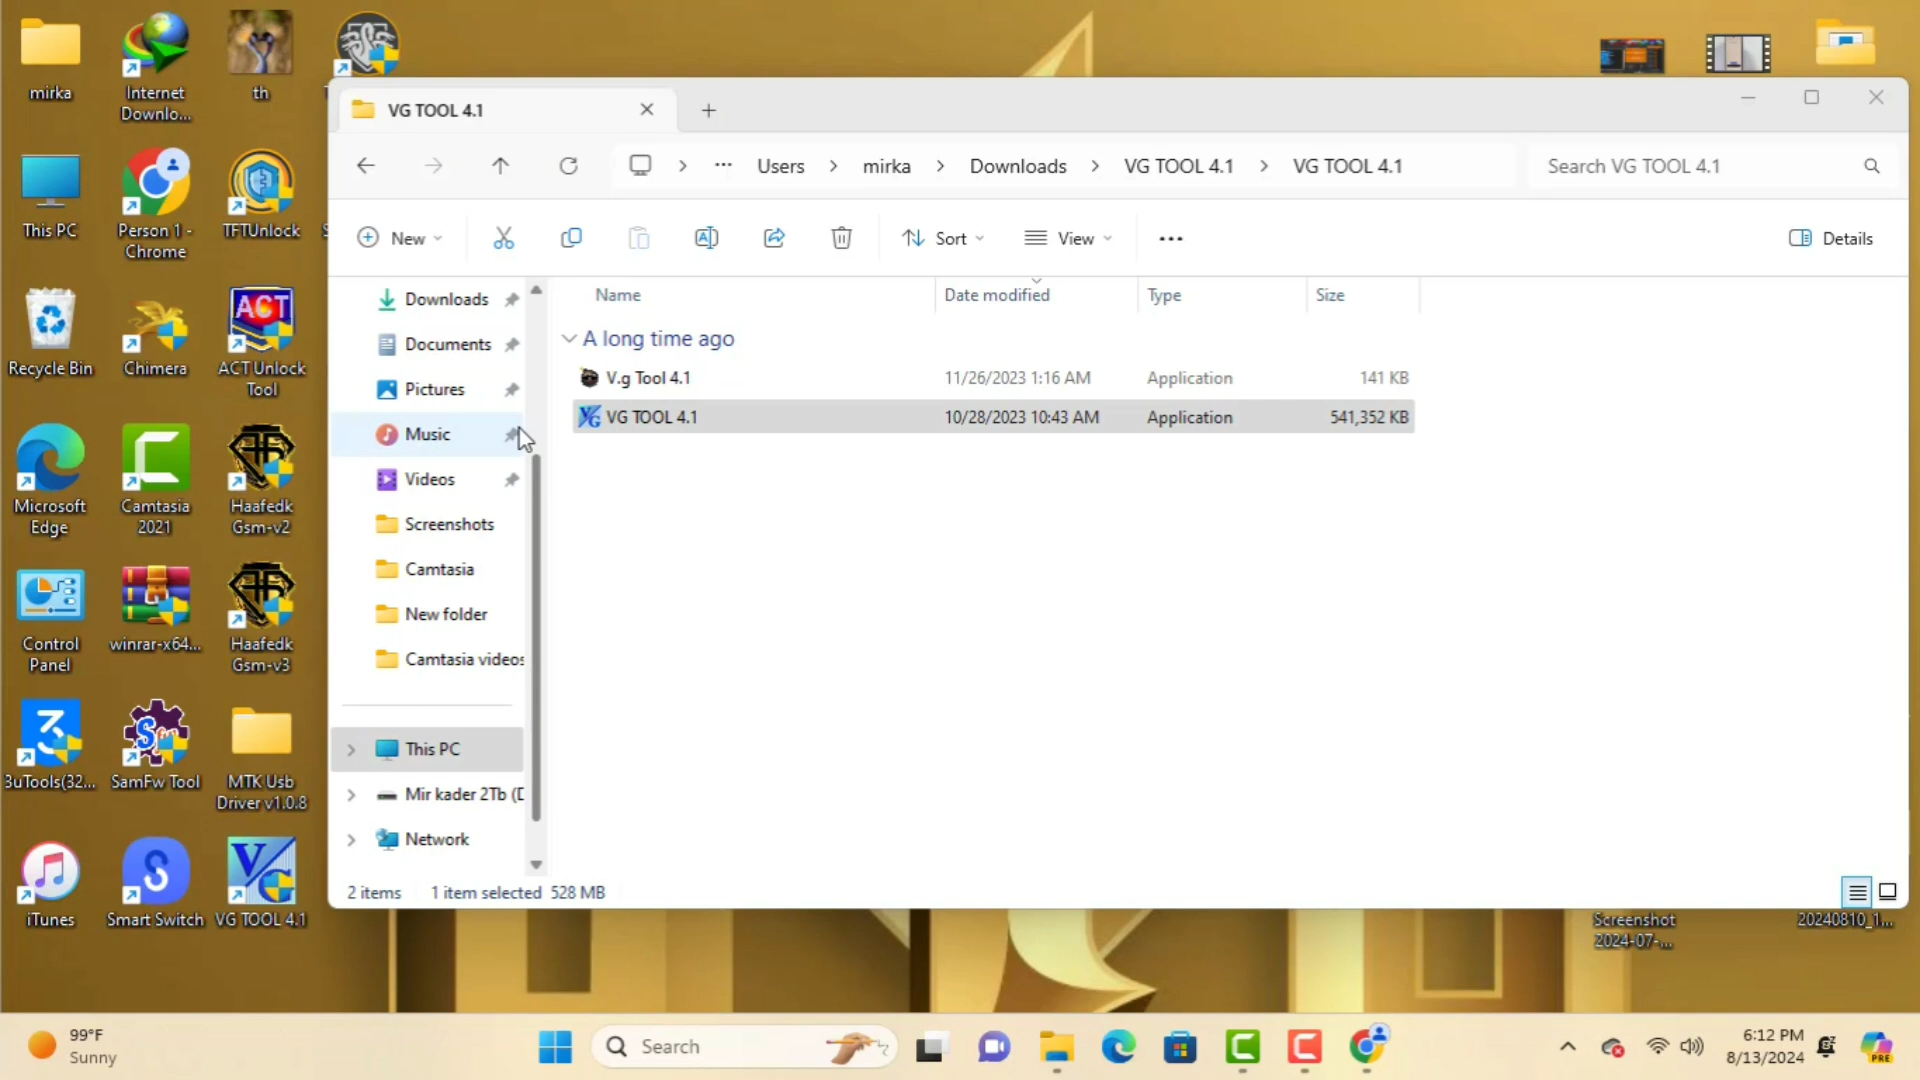 mirka
Internet
Downlo...
th
This PC
Person 1 -
Chrome
TFTUnlock
Recycle Bin
Chimera
ACT
ACT Unlock
Tool
Microsoft
Edge
Camtasia
2021
Haafedk
Gsm-v2
Control
Panel
winrar-x64...
Haafedk
Gsm-v3
3uTools(32...
SamFw Tool
MTK Usb
Driver v1.0.8
iTunes
Smart Switch
VG TOOL 4.1
VG TOOL 4.1
Users
mirka
Downloads
VG TOOL 4.1
VG TOOL 4.1
Search VG TOOL 4.1
New
Sort
View
Details
Downloads
Documents
Pictures
Music
Videos
Screenshots
Camtasia
New folder
Camtasia videos
This PC
Mir kader 2Tb (D
Network
Name
Date modified
Type
Size
A long time ago
V.g Tool 4.1
11/26/2023 1:16 AM
Application
141 KB
VG TOOL 4.1
10/28/2023 10:43 AM
Application
541,352 KB
2 items
1 item selected 528 MB
Screenshot
2024-07-...
20240810_1...
99°F
Sunny
Search
6:12 PM
8/13/2024
PRE